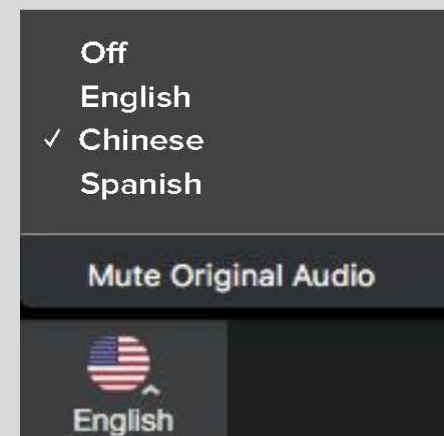 Off
English
✓ Chinese
Spanish
Mute Original Audio
English